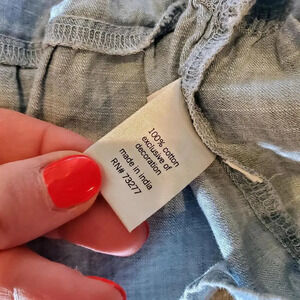 100% cotton
exclusive of
decoration
made in india
RN# 73277